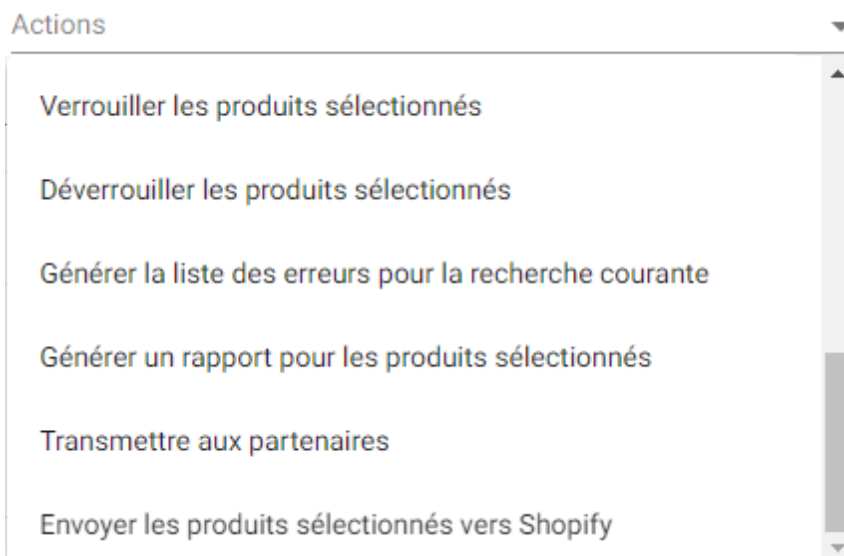 Actions
Verrouiller les produits sélectionnés
Déverrouiller les produits sélectionnés
Générer la liste des erreurs pour la recherche courante
Générer un rapport pour les produits sélectionnés
Transmettre aux partenaires
Envoyer les produits sélectionnés vers Shopify